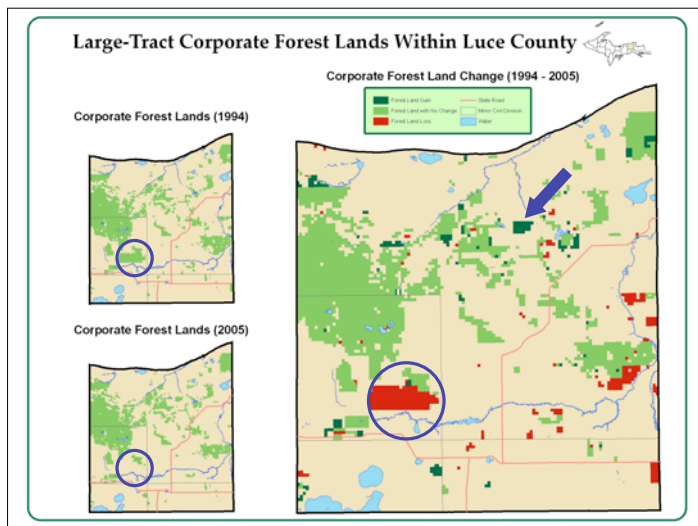 Large-Tract Corporate Forest Lands Within Luce County
Corporate Forest Land Change (1994 - 2005)
Forest Land Gain
Forest Land with No Change
Forest Land Loss
State Road
Minor Civil Division
Water
Corporate Forest Lands (1994)
Corporate Forest Lands (2005)